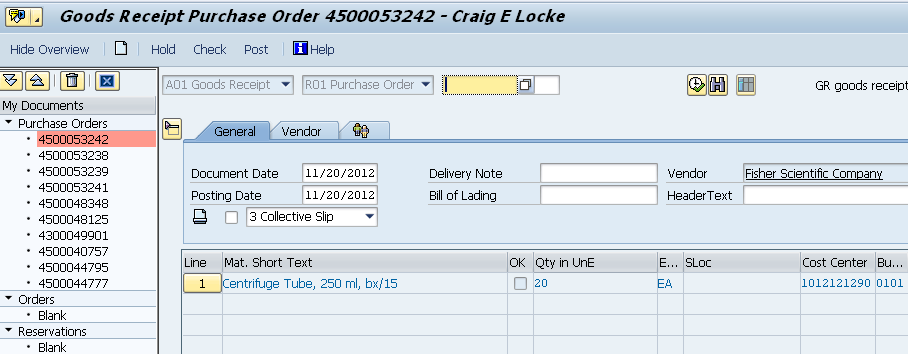 Goods Receipt Purchase Order 4500053242 - Craig E Locke
Hide Overview Hold Check Post Help
A01 Goods Receipt R01 Purchase Order GR goods receipt
My Documents
Purchase Orders
4500053242
4500053238
4500053239
4500053241
4500048348
4500048125
4300049901
4500040757
4500044795
4500044777
Orders
Blank
Reservations
Blank
General Vendor
Document Date 11/20/2012 Delivery Note Vendor Fisher Scientific Company
Posting Date 11/20/2012 Bill of Lading HeaderText
3 Collective Slip
Line Mat. Short Text OK Qty in UnE E... SLoc Cost Center Bu...
1 Centrifuge Tube, 250 ml, bx/15 20 EA 1012121290 0101